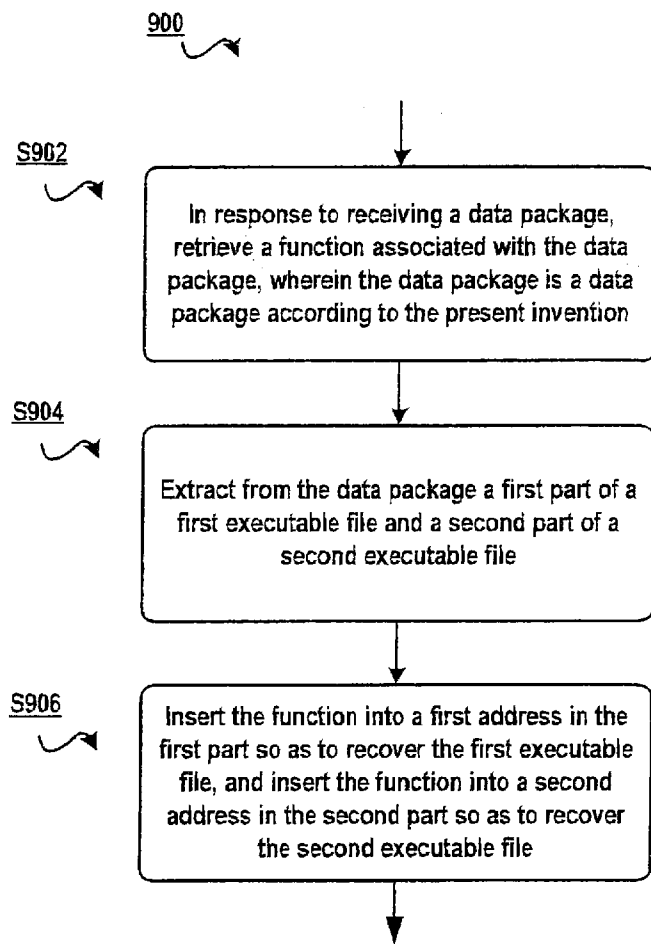 900
S902
In response to receiving a data package,
retrieve a function associated with the data
package, wherein the data package is a data
package according to the present invention
S904
Extract from the data package a first part of a
first executable file and a second part of a
second executable file
S906
Insert the function into a first address in the
first part so as to recover the first executable
file, and insert the function into a second
address in the second part so as to recover
the second executable file